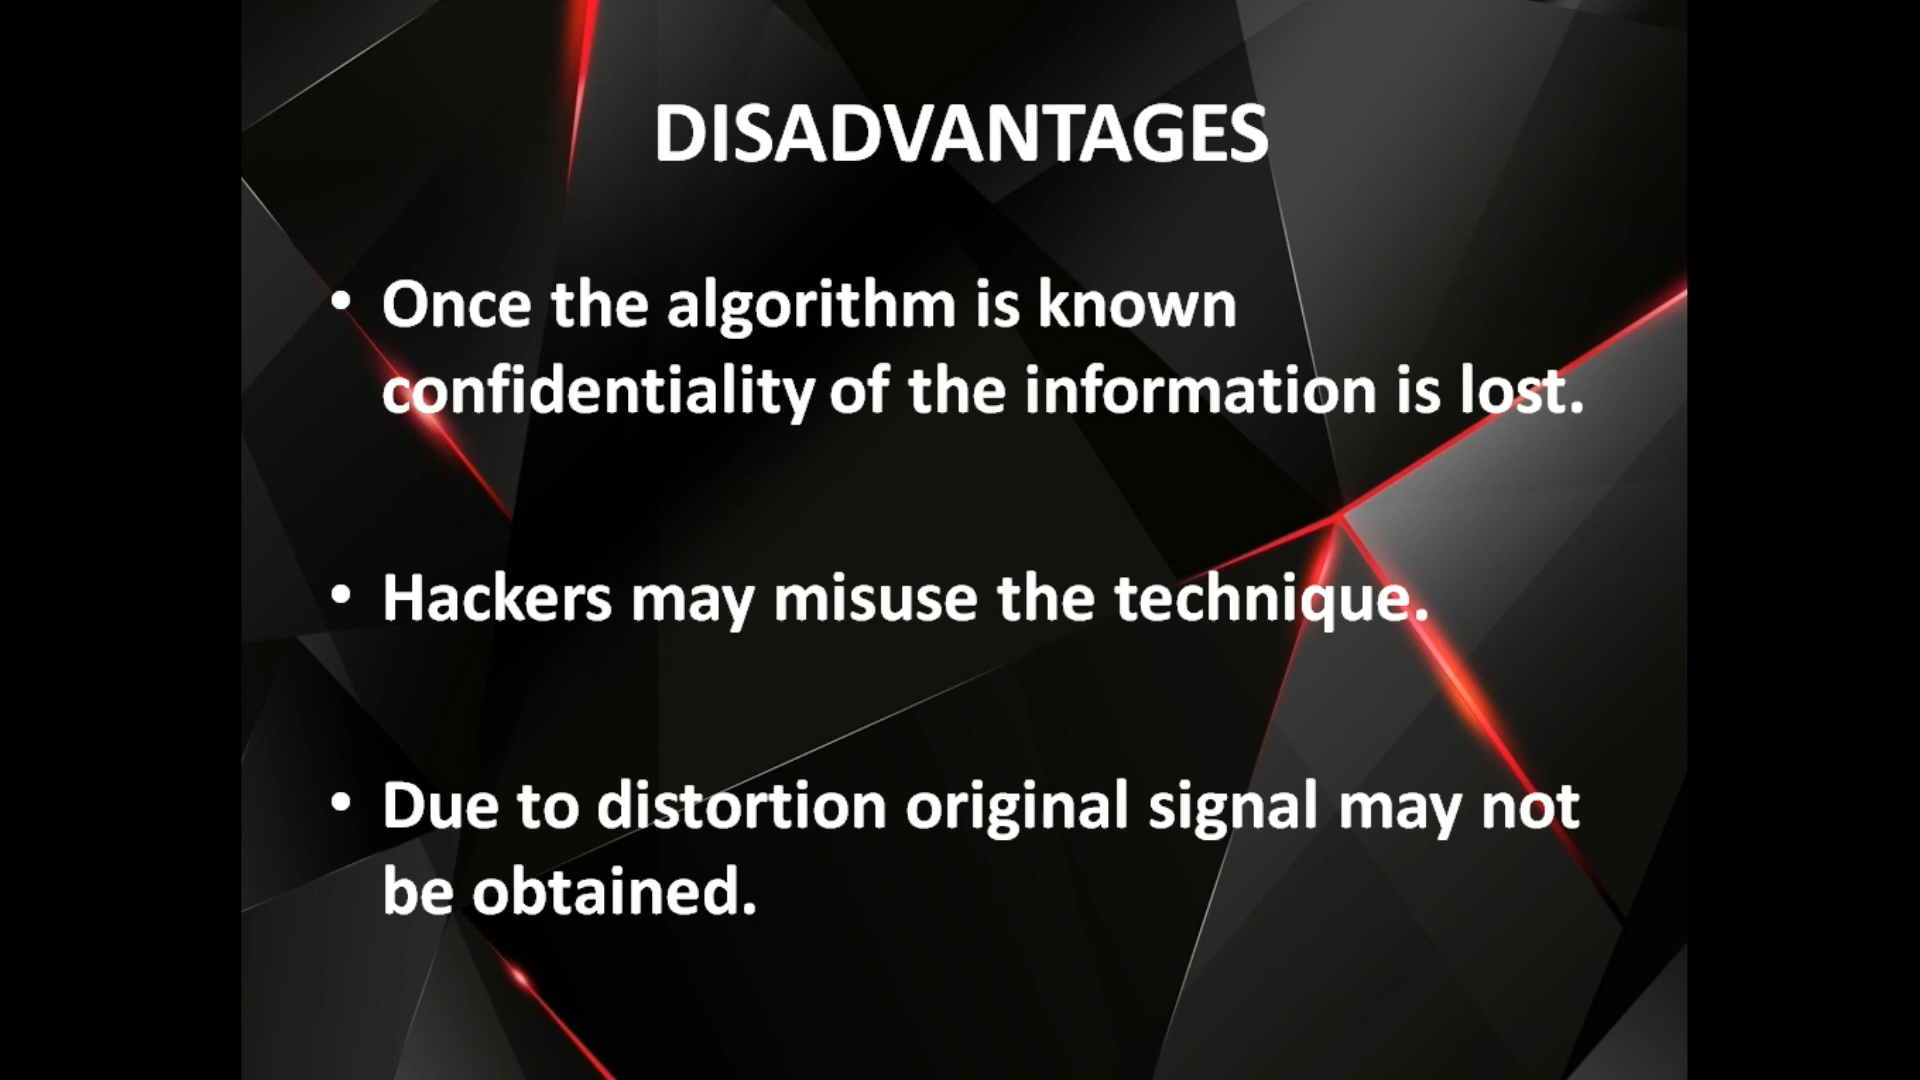 DISADVANTAGES
• Once the algorithm is known
confidentiality of the information is lost.
• Hackers may misuse the technique.
• Due to distortion original signal may not
be obtained.